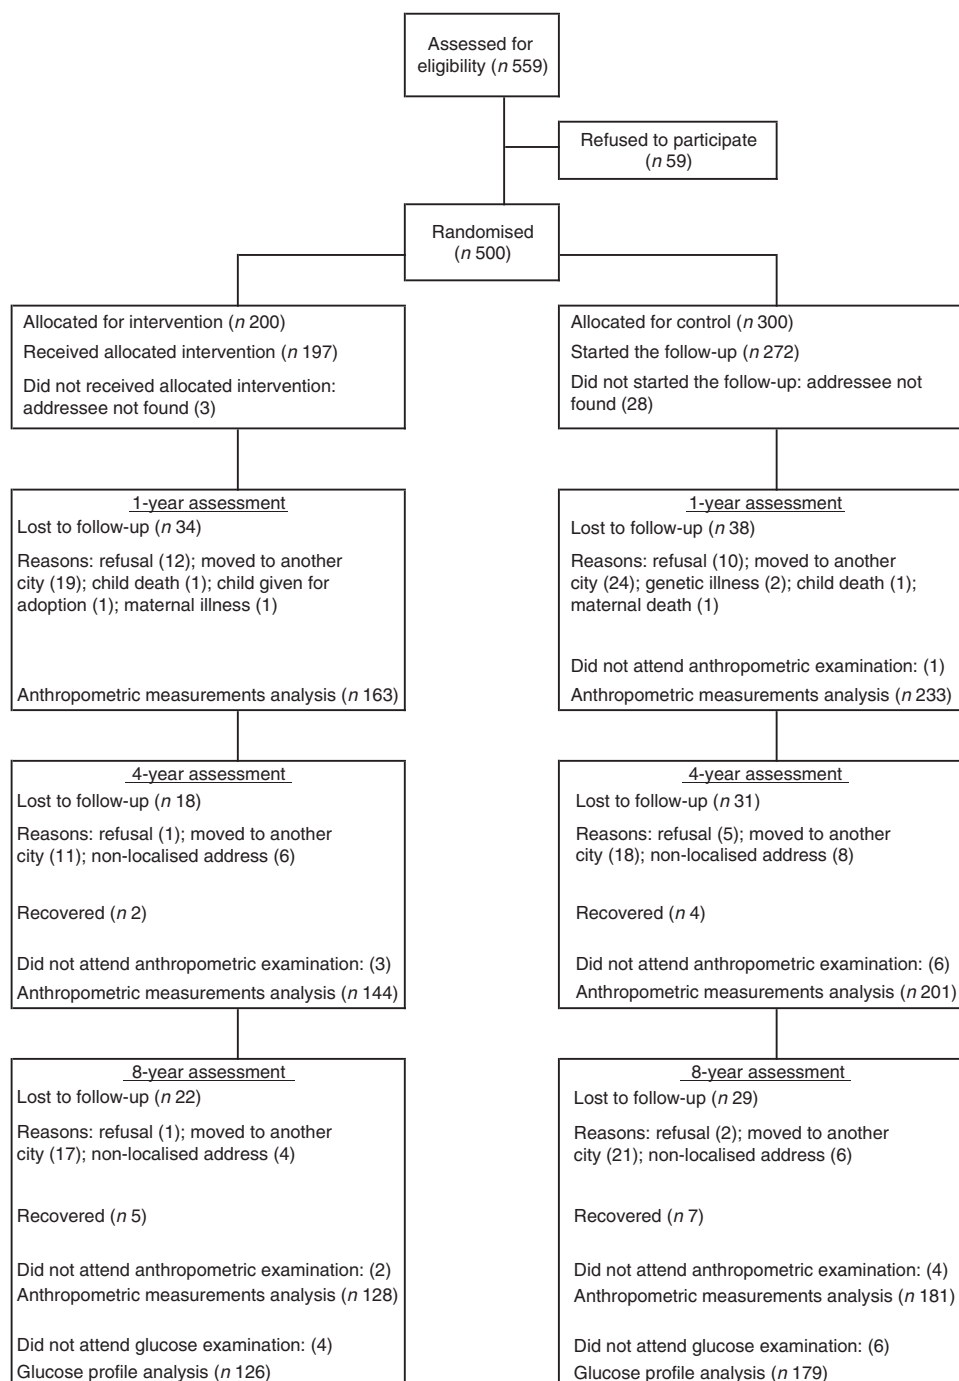 Assessed for
eligibility (n 559)
Refused to participate
(n 59)
Randomised
(n 500)
Allocated for intervention (n 200)
Received allocated intervention (n 197)
Did not received allocated intervention:
addressee not found (3)
Allocated for control (n 300)
Started the follow-up (n 272)
Did not started the follow-up: addressee not
found (28)
1-year assessment
Lost to follow-up (n 34)
Reasons: refusal (12); moved to another
city (19); child death (1); child given for
adoption (1); maternal illness (1)
Anthropometric measurements analysis (n 163)
1-year assessment
Lost to follow-up (n 38)
Reasons: refusal (10); moved to another
city (24); genetic illness (2); child death (1);
maternal death (1)
Did not attend anthropometric examination: (1)
Anthropometric measurements analysis (n 233)
4-year assessment
Lost to follow-up (n 18)
Reasons: refusal (1); moved to another
city (11); non-localised address (6)
Recovered (n 2)
Did not attend anthropometric examination: (3)
Anthropometric measurements analysis (n 144)
4-year assessment
Lost to follow-up (n 31)
Reasons: refusal (5); moved to another
city (18); non-localised address (8)
Recovered (n 4)
Did not attend anthropometric examination: (6)
Anthropometric measurements analysis (n 201)
8-year assessment
Lost to follow-up (n 22)
Reasons: refusal (1); moved to another
city (17); non-localised address (4)
Recovered (n 5)
Did not attend anthropometric examination: (2)
Anthropometric measurements analysis (n 128)
Did not attend glucose examination: (4)
Glucose profile analysis (n 126)
8-year assessment
Lost to follow-up (n 29)
Reasons: refusal (2); moved to another
city (21); non-localised address (6)
Recovered (n 7)
Did not attend anthropometric examination: (4)
Anthropometric measurements analysis (n 181)
Did not attend glucose examination: (6)
Glucose profile analysis (n 179)